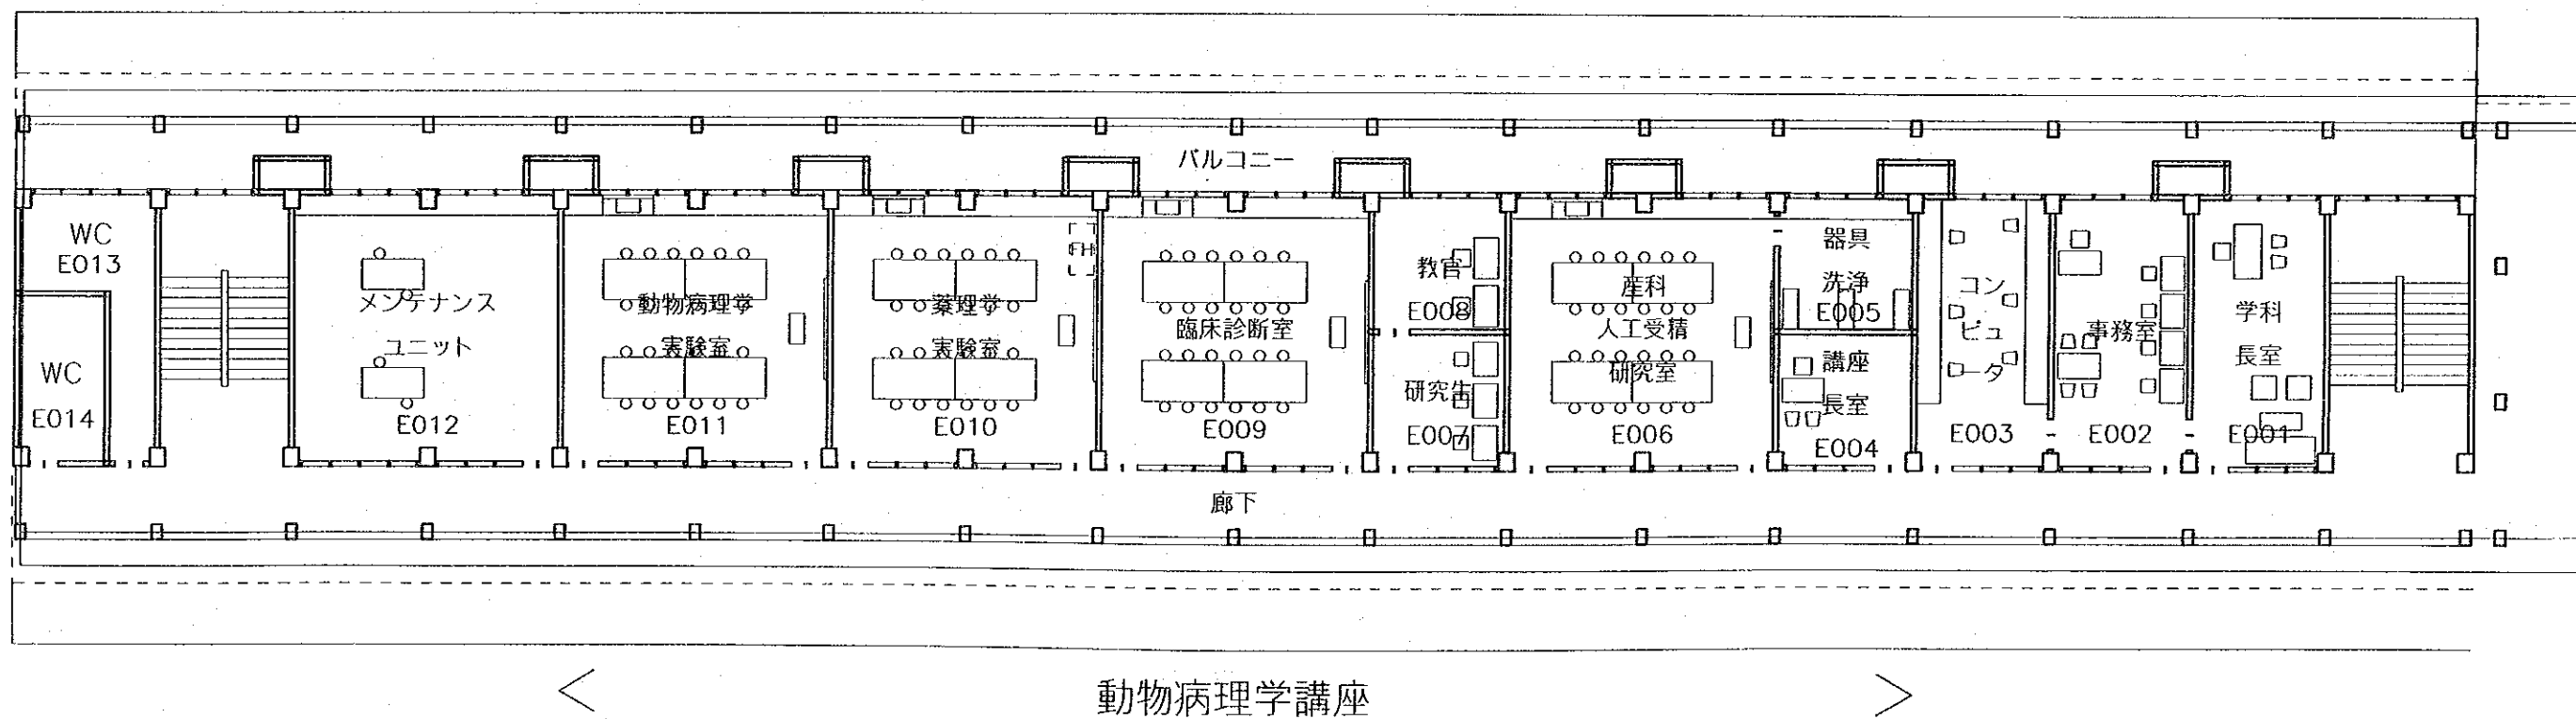 バルコニー
WC
E013
WC
E014
メンテナンス
ユニット
E012
動物病理学
実験室
E011
FH
薬理学
実験室
E010
臨床診断室
E009
教官
E008
研究生
E007
産科
人工受精
研究室
E006
器具
洗浄
E005
講座
長室
E004
コン
ピュ
ータ
E003
事務室
E002
学科
長室
E001
廊下
< 動物病理学講座 >